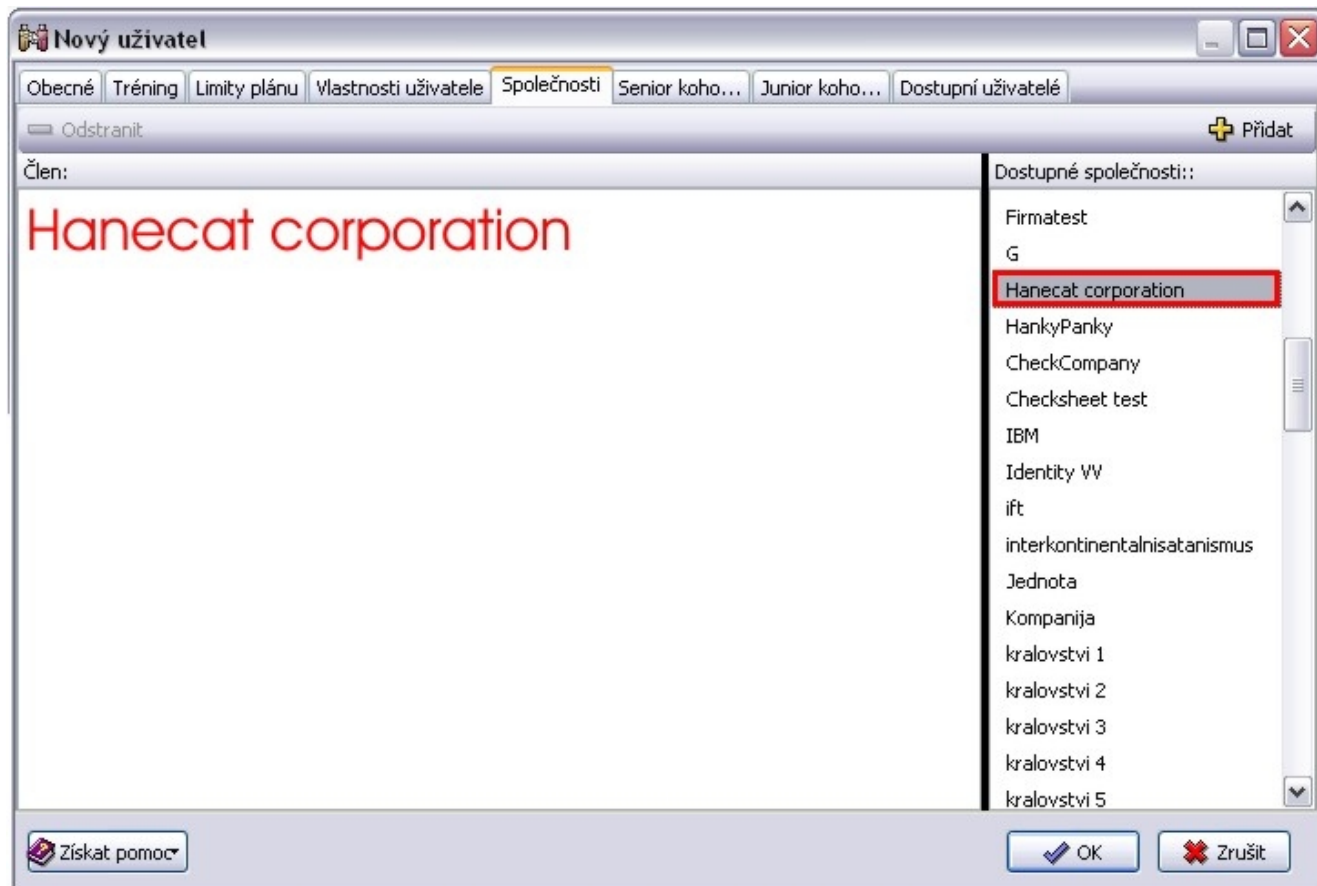 Nový uživatel
Obecné Tréning Limity plánu Vlastnosti uživatele Společnosti Senior koho... Junior koho... Dostupní uživatelé
Odstranit Přidat
Člen:
Hanecat corporation
Dostupné společnosti::
Firmatest
G
Hanecat corporation
HankyPanky
CheckCompany
Checksheet test
IBM
Identity VV
ift
interkontinentalnisatanismus
Jednota
Kompanija
kralovstvi 1
kralovstvi 2
kralovstvi 3
kralovstvi 4
kralovstvi 5
Získat pomoc OK Zrušit